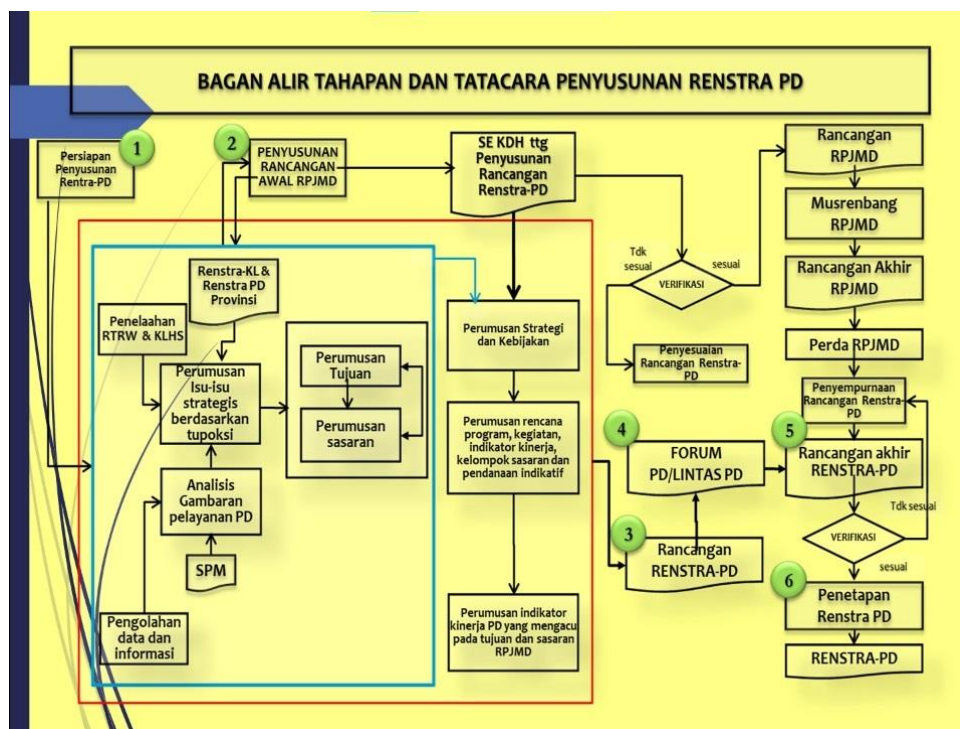 BAGAN ALIR TAHAPAN DAN TATACARA PENYUSUNAN RENSTRA PD
1
Persiapan
Penyusunan
Rentra-PD
2
PENYUSUNAN
RANCANGAN
AWAL RPJMD
SE KDH ttg
Penyusunan
Rancangan
Renstra-PD
Rancangan
RPJMD
Musrenbang
RPJMD
Rancangan Akhir
RPJMD
Perda RPJMD
Penyempurnaan
Rancangan Renstra-
PD
Tdk
sesuai
sesuai
VERIFIKASI
Penyesuaian
Rancangan Renstra-
PD
Renstra-KL &
Renstra PD
Provinsi
Penelaahan
RTRW & KLHS
Perumusan
Isu-isu
strategis
berdasarkan
tupoksi
Perumusan
Tujuan
Perumusan
sasaran
Analisis
Gambaran
pelayanan PD
SPM
Pengolahan
data dan
informasi
Perumusan Strategi
dan Kebijakan
Perumusan rencana
program, kegiatan,
indikator kinerja,
kelompok sasaran dan
pendanaan indikatif
Perumusan indikator
kinerja PD yang mengacu
pada tujuan dan sasaran
RPJMD
3
Rancangan
RENSTRA-PD
4
FORUM
PD/LINTAS PD
5
Rancangan akhir
RENSTRA-PD
Tdk sesuai
VERIFIKASI
sesuai
6
Penetapan
Renstra PD
RENSTRA-PD